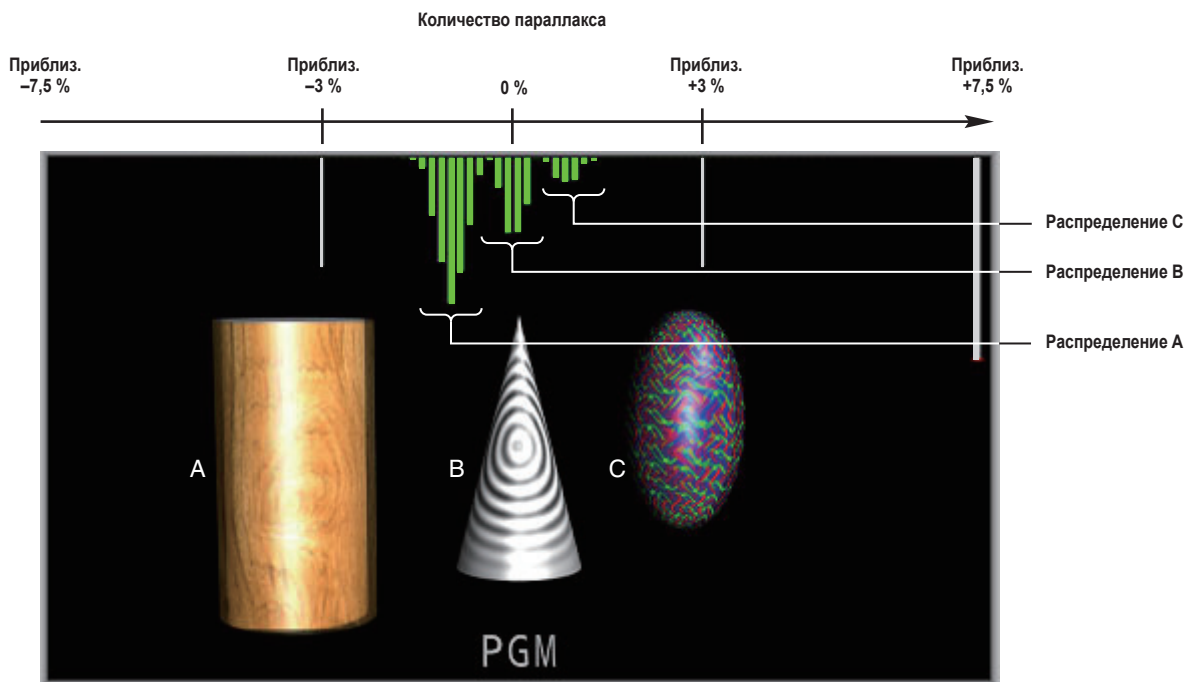 Количество параллакса
Приблиз.
–7,5 %
Приблиз.
–3 %
0 %
Приблиз.
+3 %
Приблиз.
+7,5 %
Распределение C
Распределение B
Распределение A
A
B
C
PGM